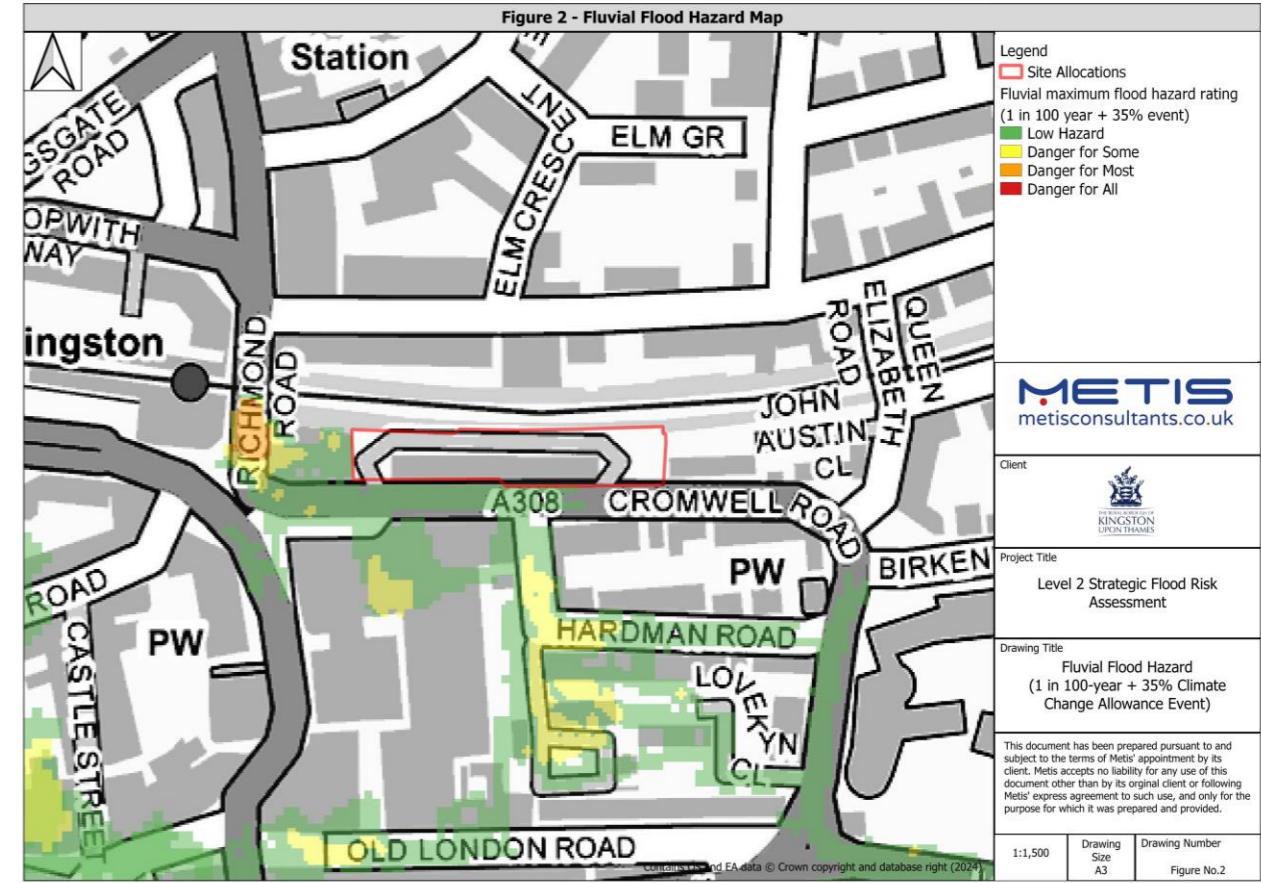 Figure 2 - Fluvial Flood Hazard Map
Station
GSGATE
ROAD
OPWITH
WAY
ingston
RICHMOND
ROAD
ELM CRESCENT
ELM GR
ROAD
ELIZABETH
QUEEN
JOHN
AUSTIN
CL
A308 CROMWELL ROAD
PW
BIRKEN
HARDMAN ROAD
LOVEKYN
CL
ROAD
CASTLE STREET
PW
OLD LONDON ROAD
Contains OS and EA data © Crown copyright and database right (2024)
Legend
Site Allocations
Fluvial maximum flood hazard rating
(1 in 100 year + 35% event)
Low Hazard
Danger for Some
Danger for Most
Danger for All
METIS
metisconsultants.co.uk
Client
THE ROYAL BOROUGH OF
KINGSTON
UPON THAMES
Project Title
Level 2 Strategic Flood Risk
Assessment
Drawing Title
Fluvial Flood Hazard
(1 in 100-year + 35% Climate
Change Allowance Event)
This document has been prepared pursuant to and
subject to the terms of Metis' appointment by its
client. Metis accepts no liability for any use of this
document other than by its orginal client or following
Metis' express agreement to such use, and only for the
purpose for which it was prepared and provided.
1:1,500
Drawing
Size
A3
Drawing Number
Figure No.2